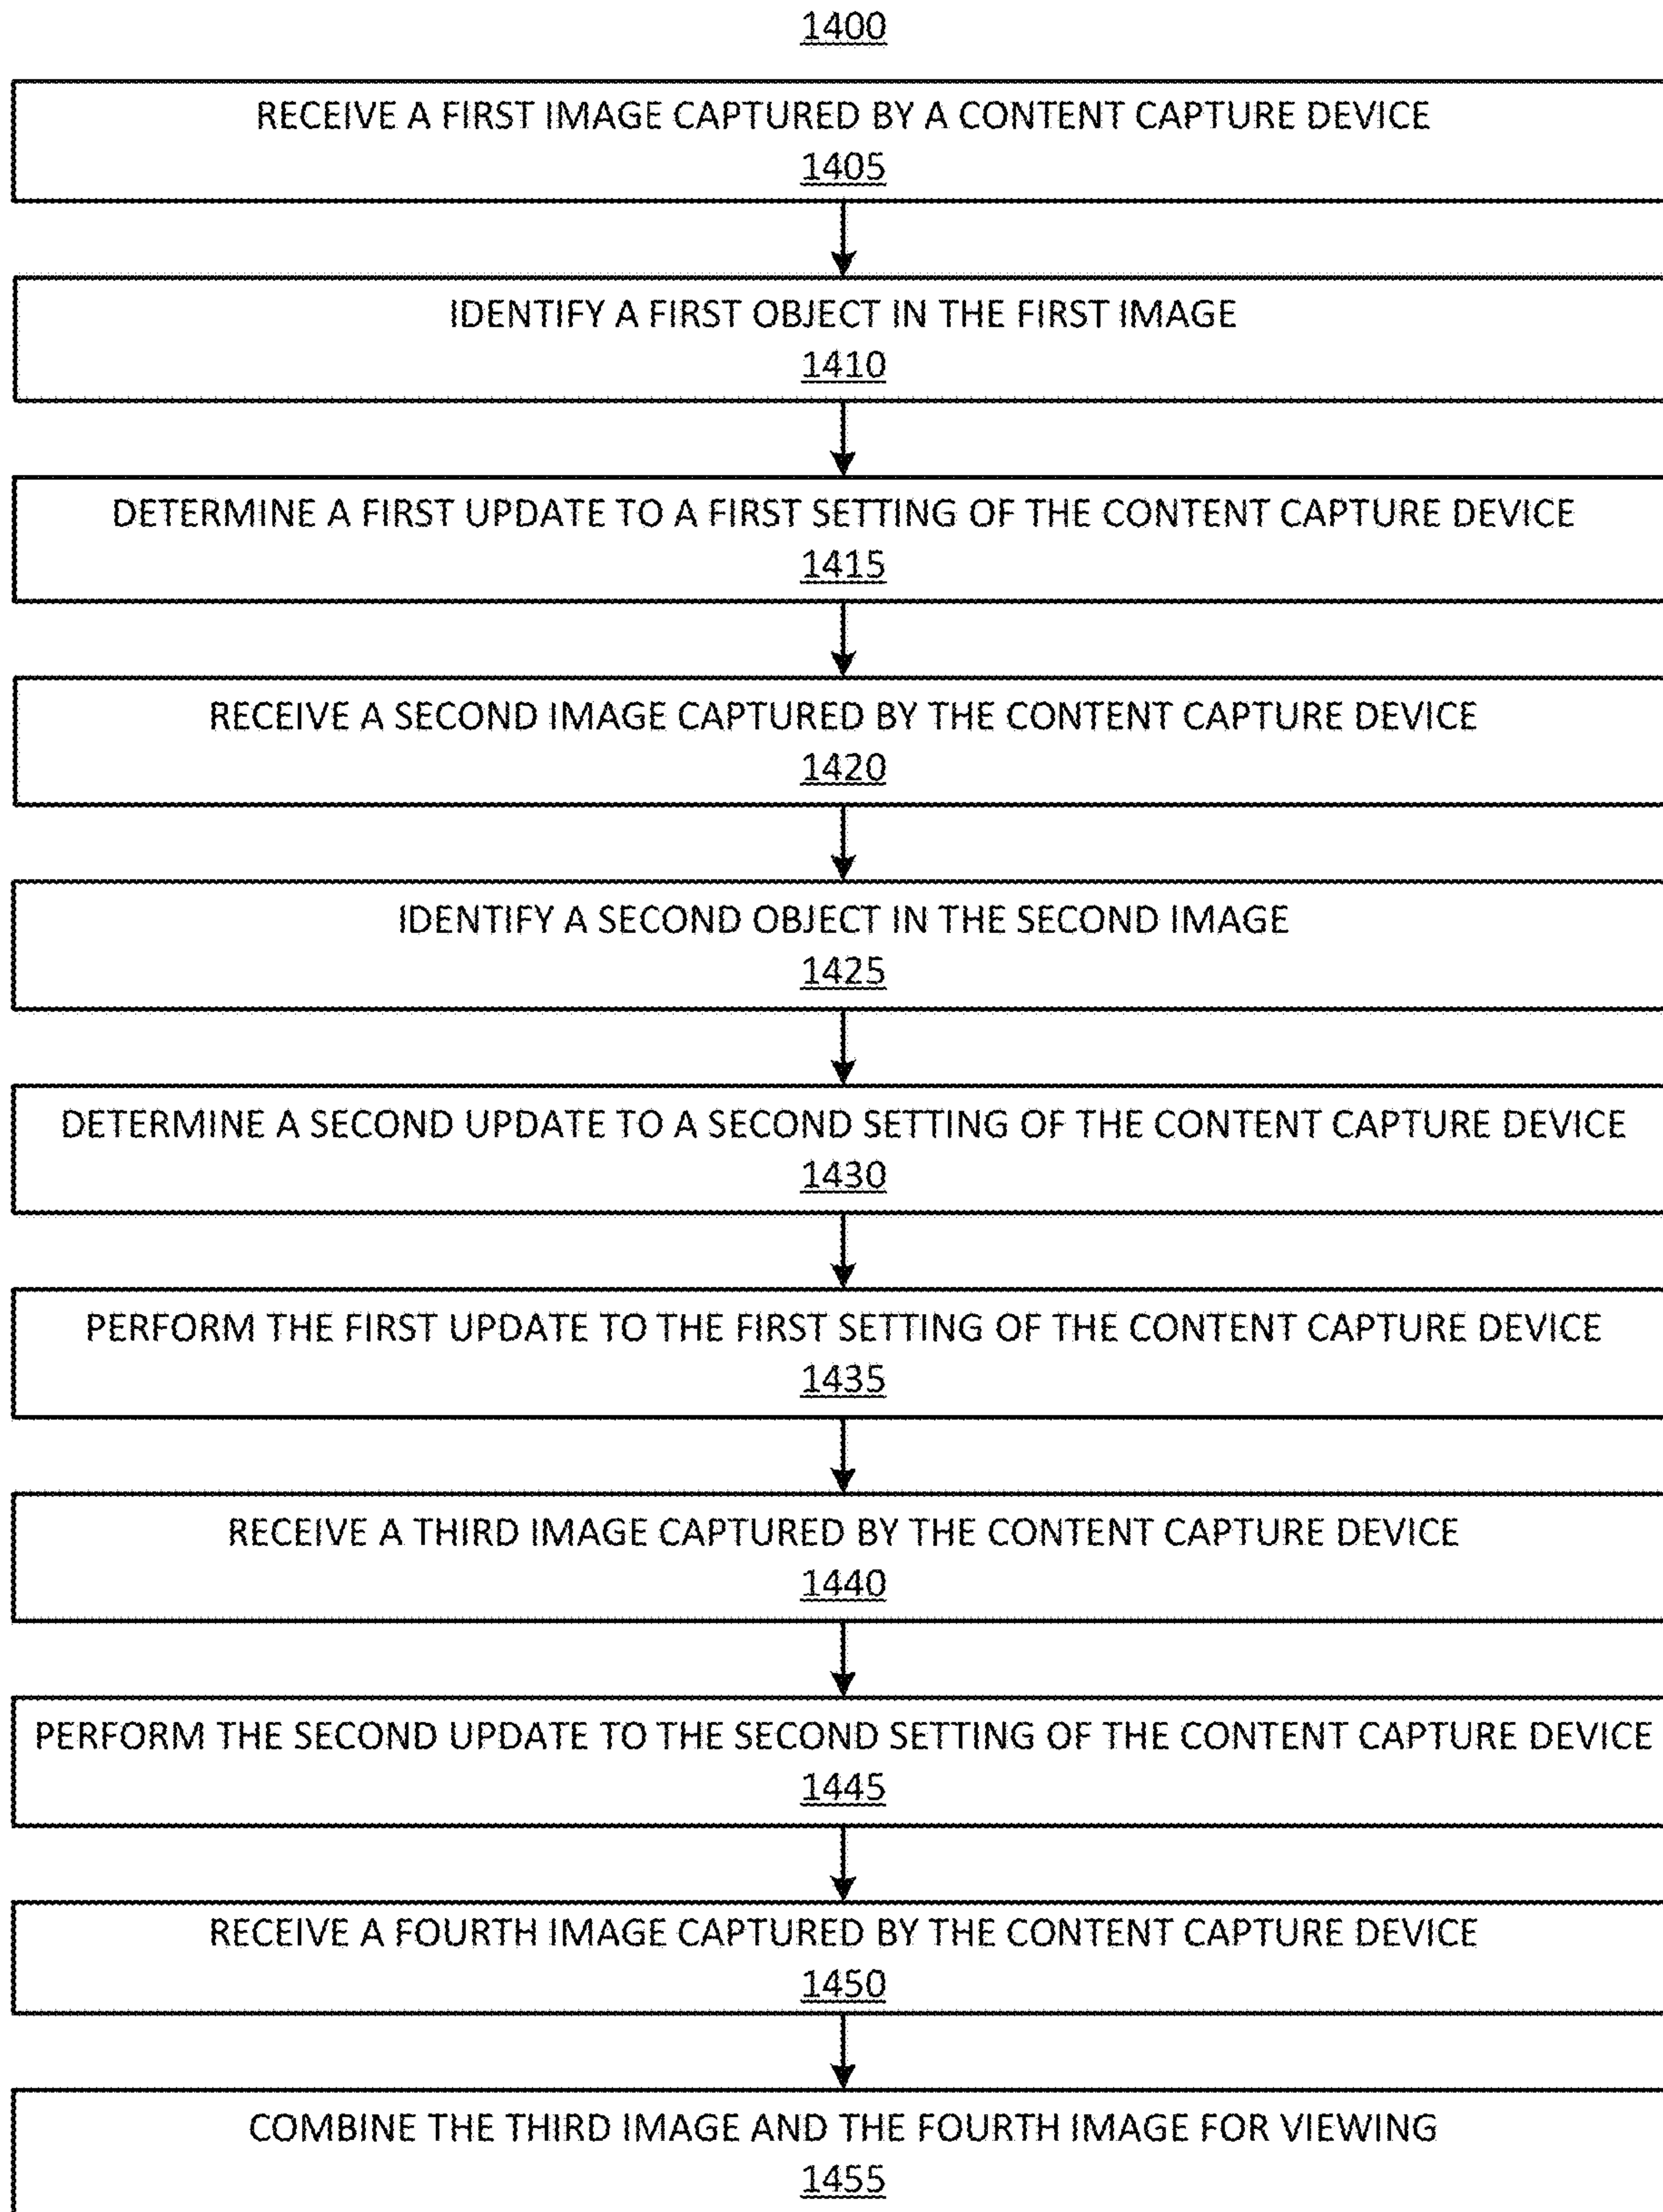 1400
RECEIVE A FIRST IMAGE CAPTURED BY A CONTENT CAPTURE DEVICE
1405
IDENTIFY A FIRST OBJECT IN THE FIRST IMAGE
1410
DETERMINE A FIRST UPDATE TO A FIRST SETTING OF THE CONTENT CAPTURE DEVICE
1415
RECEIVE A SECOND IMAGE CAPTURED BY THE CONTENT CAPTURE DEVICE
1420
IDENTIFY A SECOND OBJECT IN THE SECOND IMAGE
1425
DETERMINE A SECOND UPDATE TO A SECOND SETTING OF THE CONTENT CAPTURE DEVICE
1430
PERFORM THE FIRST UPDATE TO THE FIRST SETTING OF THE CONTENT CAPTURE DEVICE
1435
RECEIVE A THIRD IMAGE CAPTURED BY THE CONTENT CAPTURE DEVICE
1440
PERFORM THE SECOND UPDATE TO THE SECOND SETTING OF THE CONTENT CAPTURE DEVICE
1445
RECEIVE A FOURTH IMAGE CAPTURED BY THE CONTENT CAPTURE DEVICE
1450
COMBINE THE THIRD IMAGE AND THE FOURTH IMAGE FOR VIEWING
1455